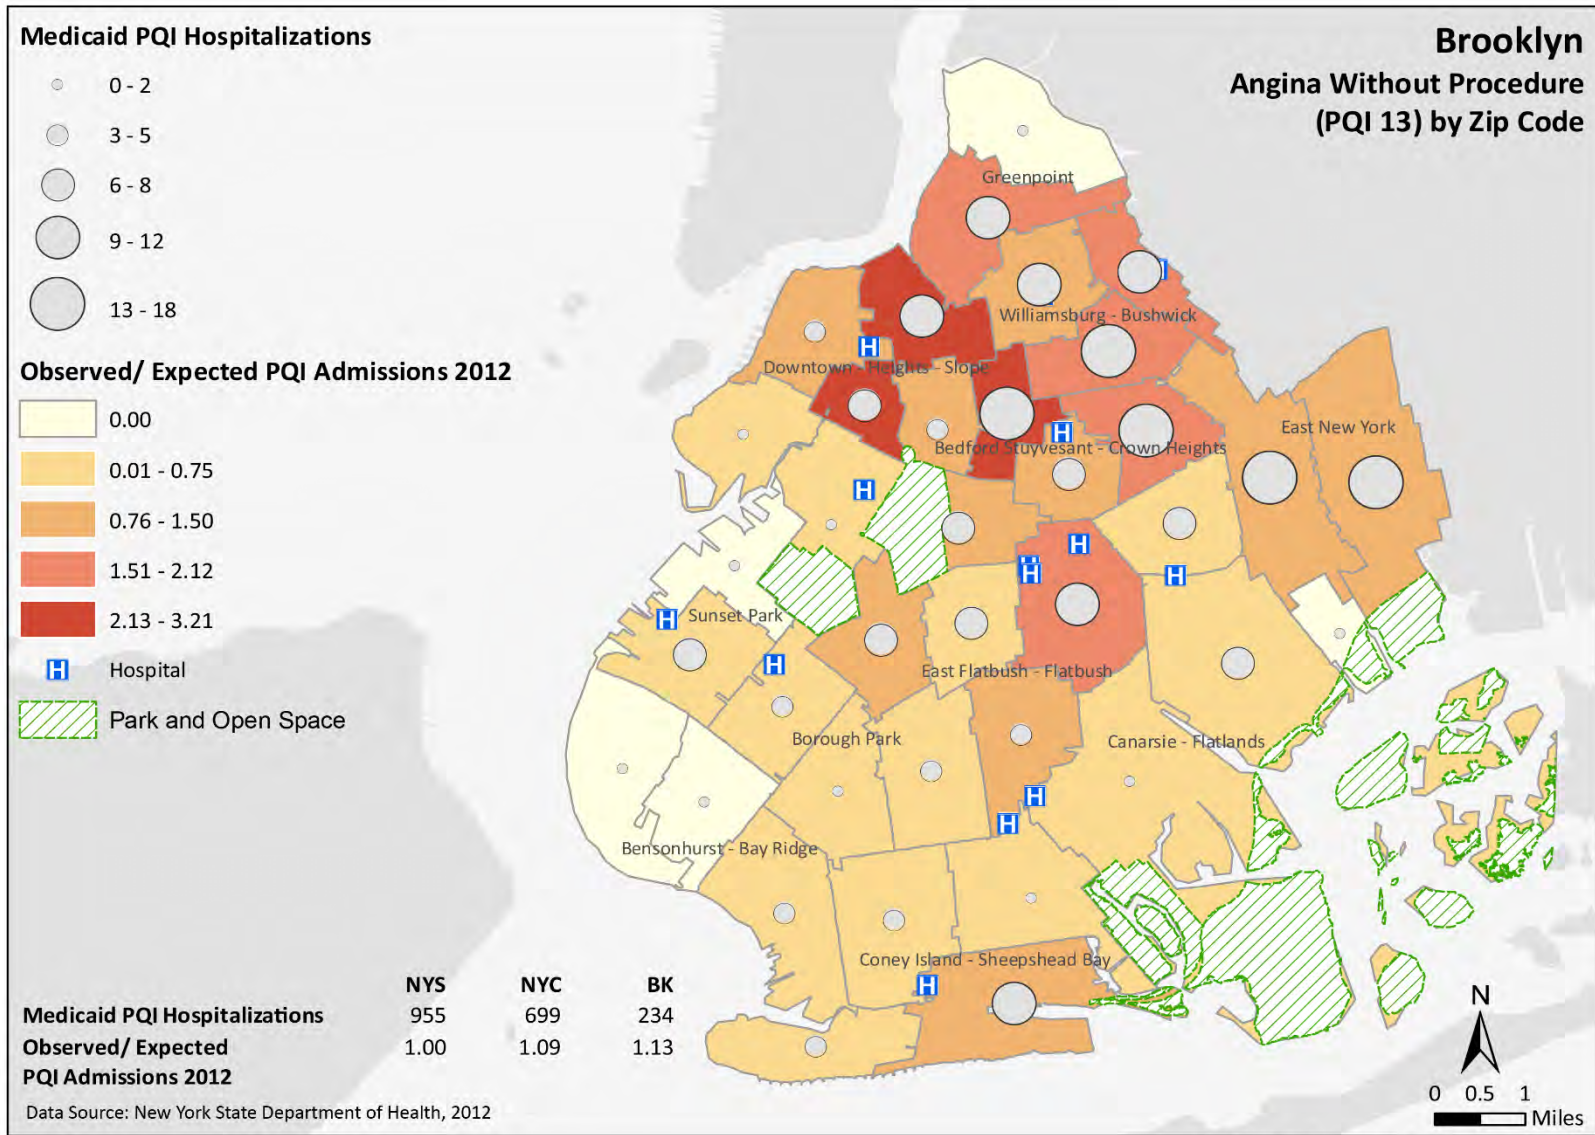 Medicaid PQI Hospitalizations
0 - 2
3 - 5
6 - 8
9 - 12
13 - 18
Observed/ Expected PQI Admissions 2012
0.00
0.01 - 0.75
0.76 - 1.50
1.51 - 2.12
2.13 - 3.21
H Hospital
Park and Open Space
Brooklyn
Angina Without Procedure
(PQI 13) by Zip Code
Greenpoint
H
Williamsburg - Bushwick
H
Downtown - Heights - Slope
East New York
H
Bedford Stuyvesant - Crown Heights
H
H
H
H
H
H
Sunset Park
H
East Flatbush - Flatbush
Borough Park
Canarsie - Flatlands
H
H
Bensonhurst - Bay Ridge
Coney Island - Sheepshead Bay
H
NYS NYC BK
Medicaid PQI Hospitalizations 955 699 234
Observed/ Expected 1.00 1.09 1.13
PQI Admissions 2012
Data Source: New York State Department of Health, 2012
N
0 0.5 1
Miles